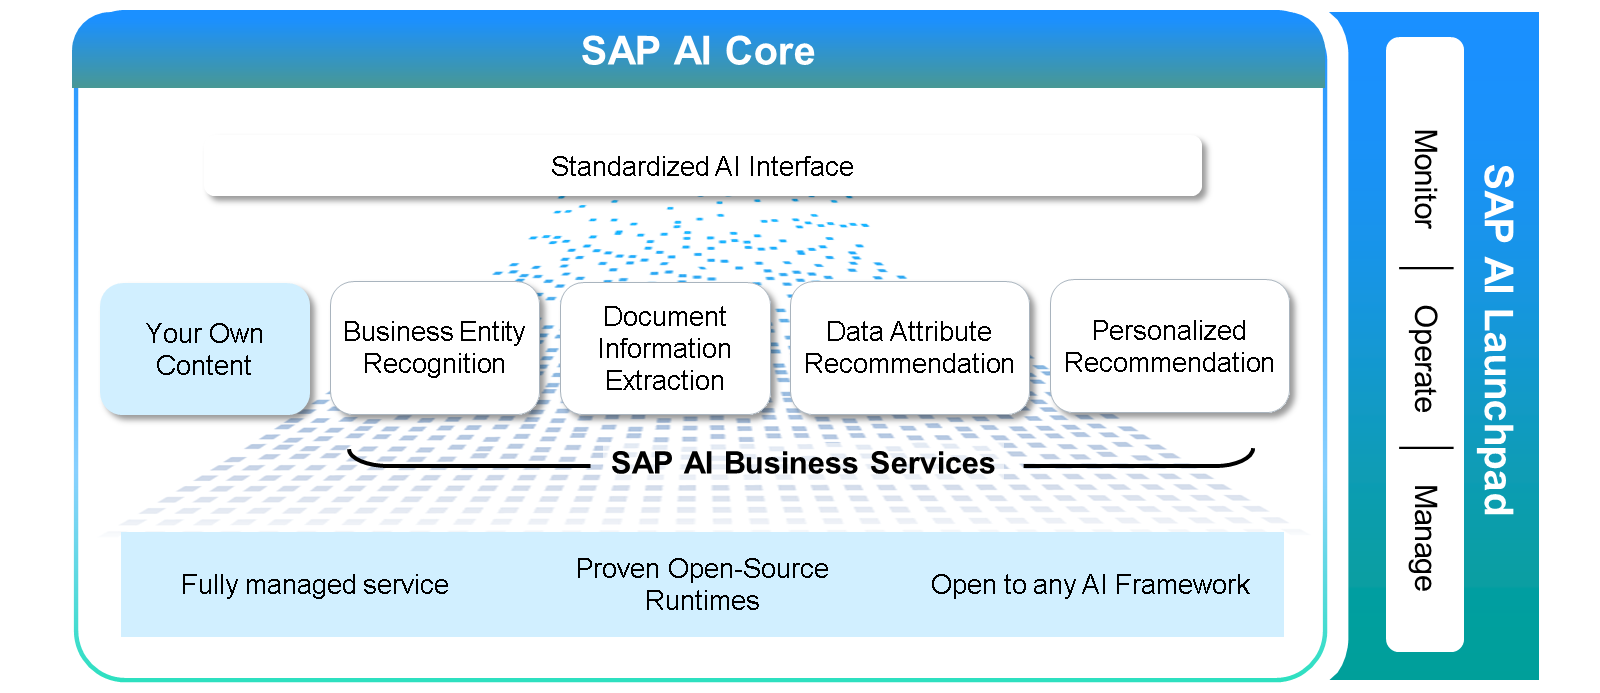 SAP AI Core
Standardized AI Interface
Your Own
Content
Business Entity
Recognition
Document
Information
Extraction
Data Attribute
Recommendation
Personalized
Recommendation
SAP AI Business Services
Fully managed service
Proven Open-Source
Runtimes
Open to any AI Framework
Monitor
Operate
Manage
SAP AI Launchpad